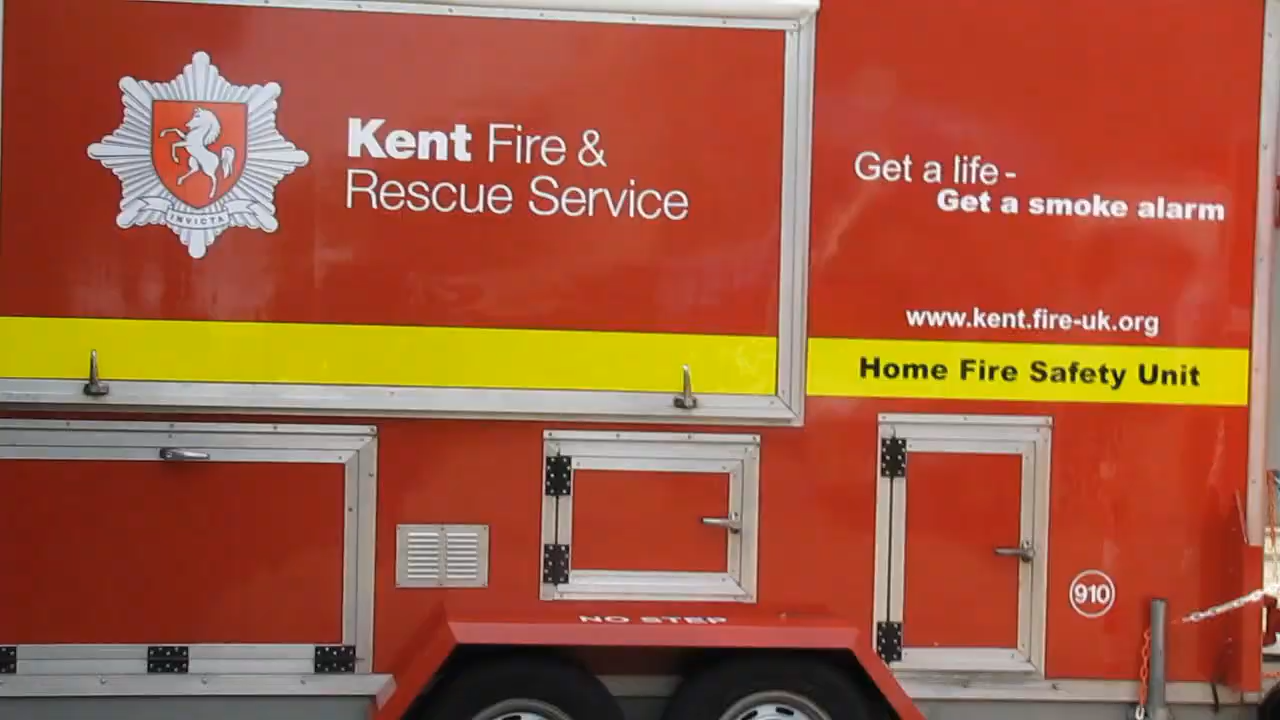 INVICTA
Kent Fire &
Rescue Service
Get a life -
Get a smoke alarm
www.kent.fire-uk.org
Home Fire Safety Unit
910
NO STEP